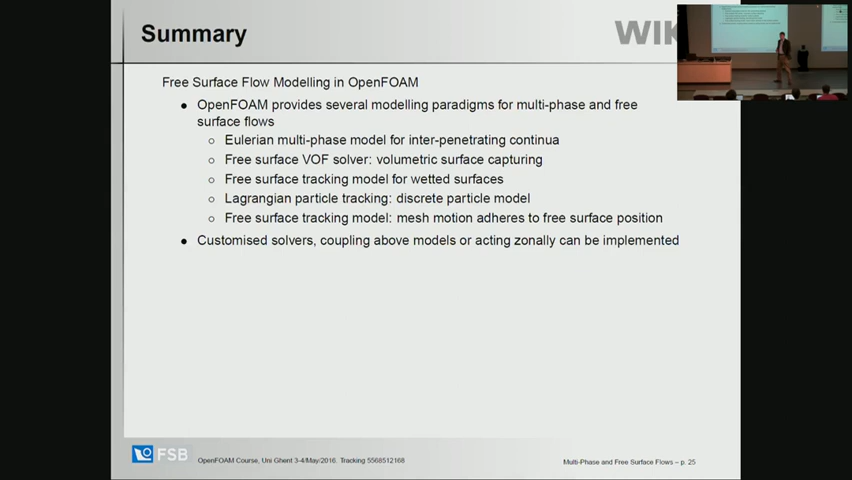 Summary
WIK
Free Surface Flow Modelling in OpenFOAM
• OpenFOAM provides several modelling paradigms for multi-phase and free
surface flows
◦ Eulerian multi-phase model for inter-penetrating continua
◦ Free surface VOF solver: volumetric surface capturing
◦ Free surface tracking model for wetted surfaces
◦ Lagrangian particle tracking: discrete particle model
◦ Free surface tracking model: mesh motion adheres to free surface position
• Customised solvers, coupling above models or acting zonally can be implemented
FSB
OpenFOAM Course, Uni Ghent 3-4/May/2016. Tracking 5568512168
Multi-Phase and Free Surface Flows – p. 25